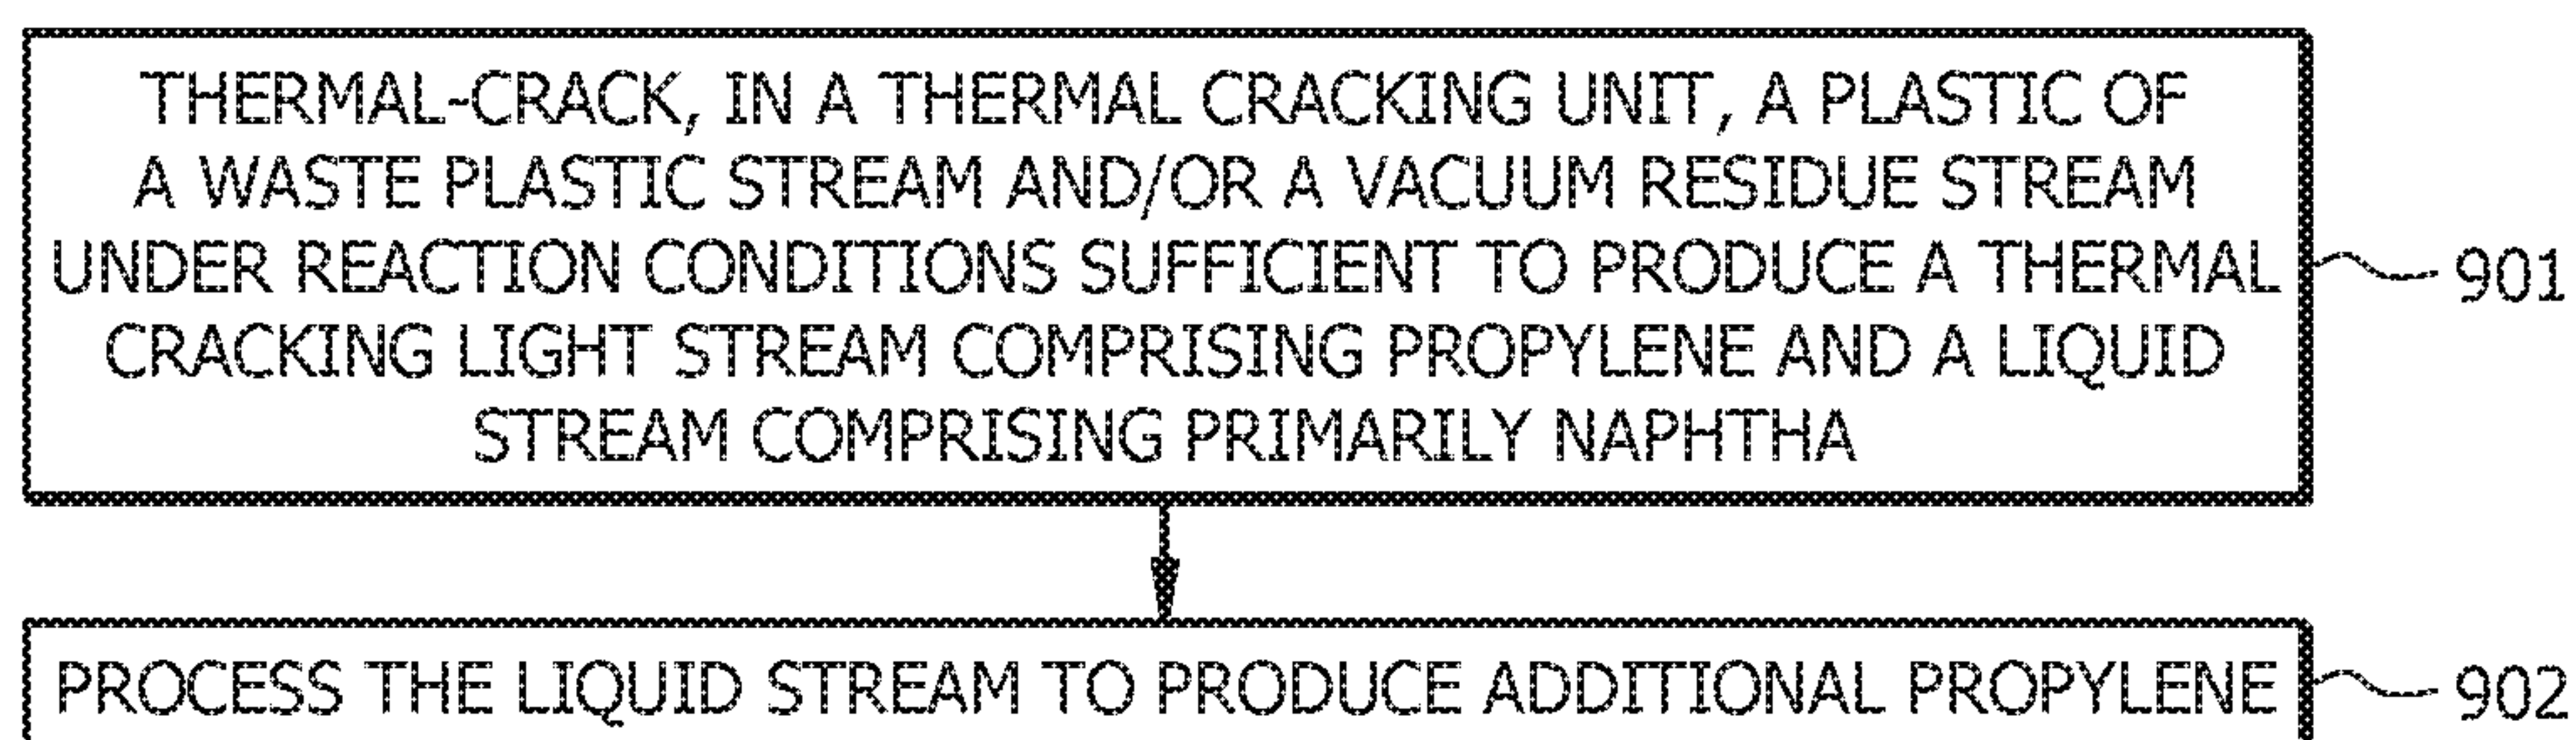 THERMAL-CRACK, IN A THERMAL CRACKING UNIT, A PLASTIC OF
A WASTE PLASTIC STREAM AND/OR A VACUUM RESIDUE STREAM
UNDER REACTION CONDITIONS SUFFICIENT TO PRODUCE A THERMAL
CRACKING LIGHT STREAM COMPRISING PROPYLENE AND A LIQUID
STREAM COMPRISING PRIMARILY NAPHTHA
901
PROCESS THE LIQUID STREAM TO PRODUCE ADDITIONAL PROPYLENE
902